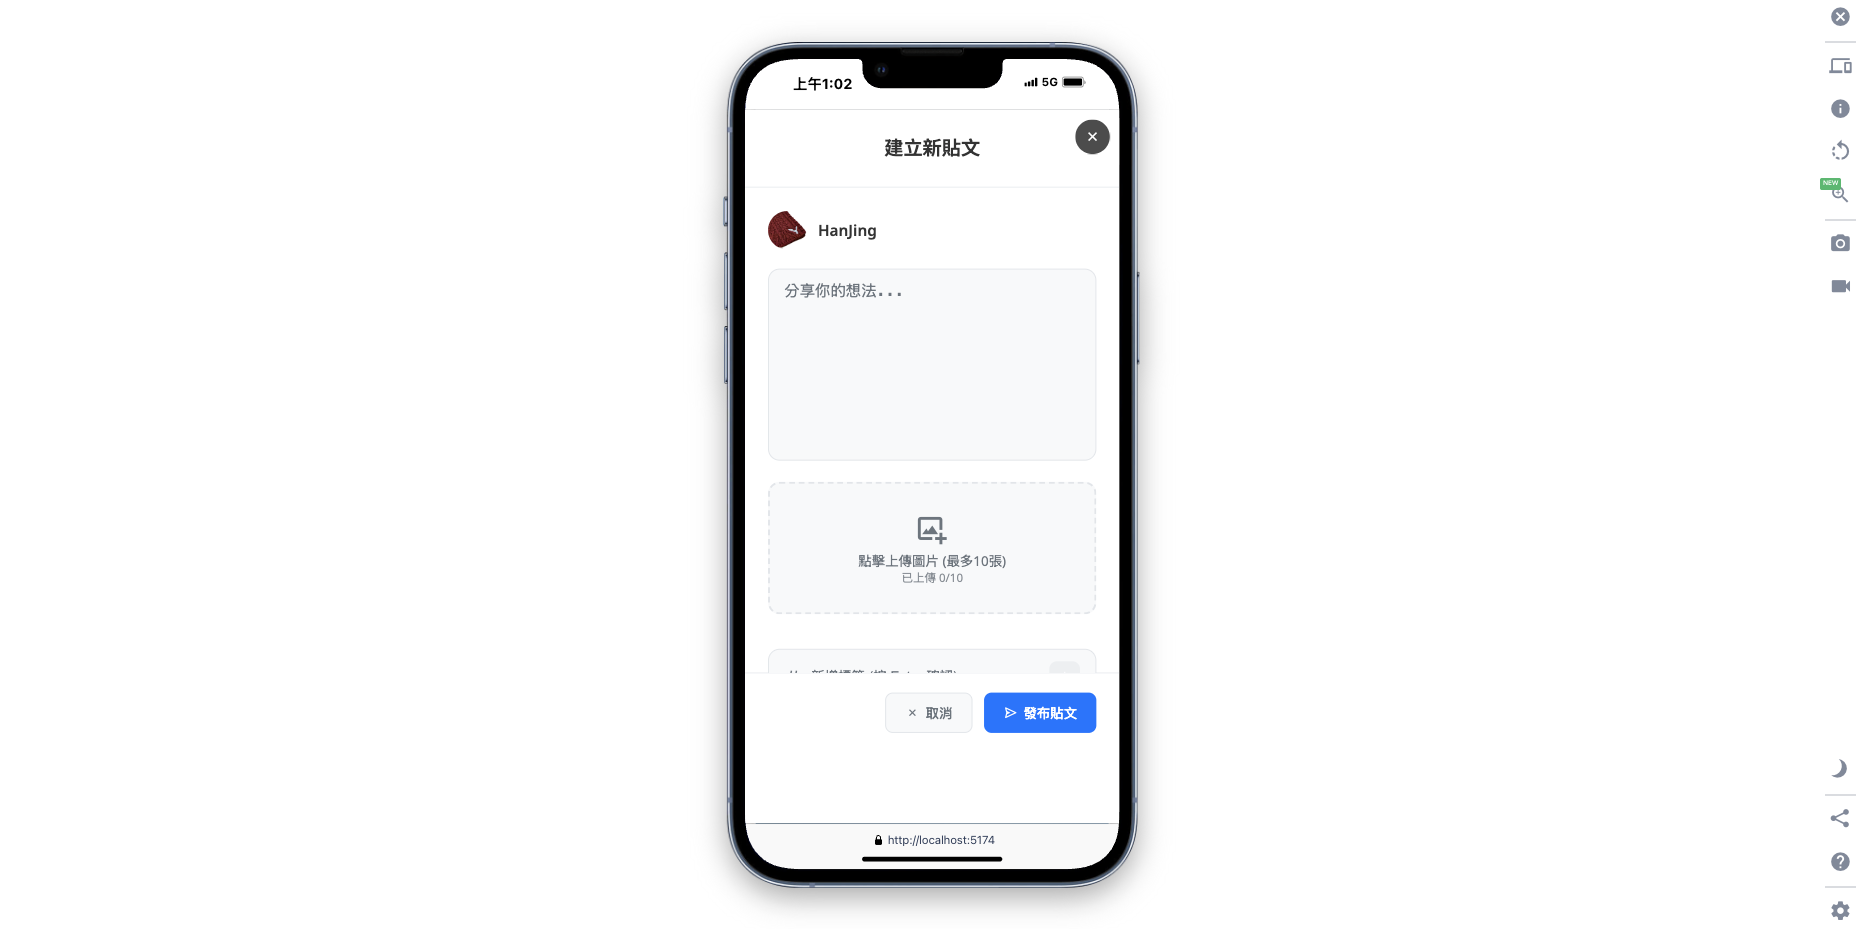 上午1:02
5G
建立新貼文
HanJing
分享你的想法...
點擊上傳圖片 (最多10張)
已上傳 0/10
取消
發布貼文
http://localhost:5174
NEW